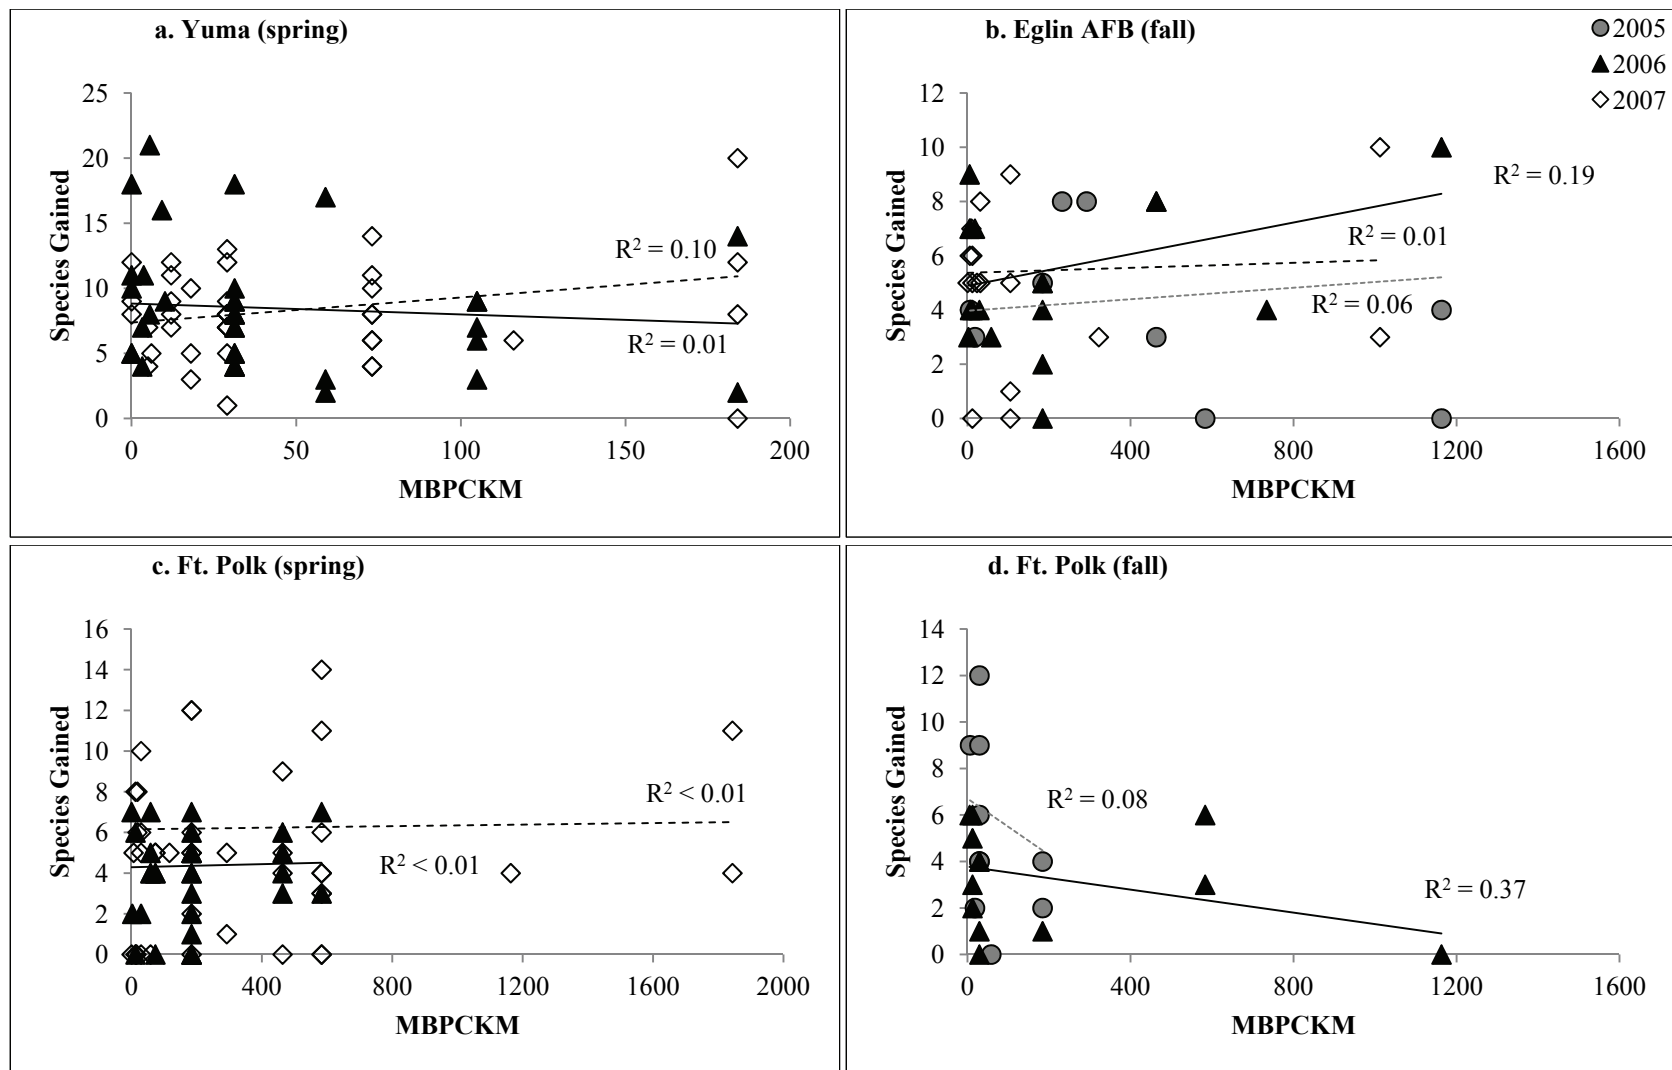 a. Yuma (spring)
Species Gained
25
20
15
10
5
0
R² = 0.10
R² = 0.01
0 50 100 150 200
MBPCKM
b. Eglin AFB (fall)
2005
2006
2007
Species Gained
12
10
8
6
4
2
0
R² = 0.19
R² = 0.01
R² = 0.06
0 400 800 1200 1600
MBPCKM
c. Ft. Polk (spring)
Species Gained
16
14
12
10
8
6
4
2
0
R² < 0.01
R² < 0.01
0 400 800 1200 1600 2000
MBPCKM
d. Ft. Polk (fall)
Species Gained
14
12
10
8
6
4
2
0
R² = 0.08
R² = 0.37
0 400 800 1200 1600
MBPCKM